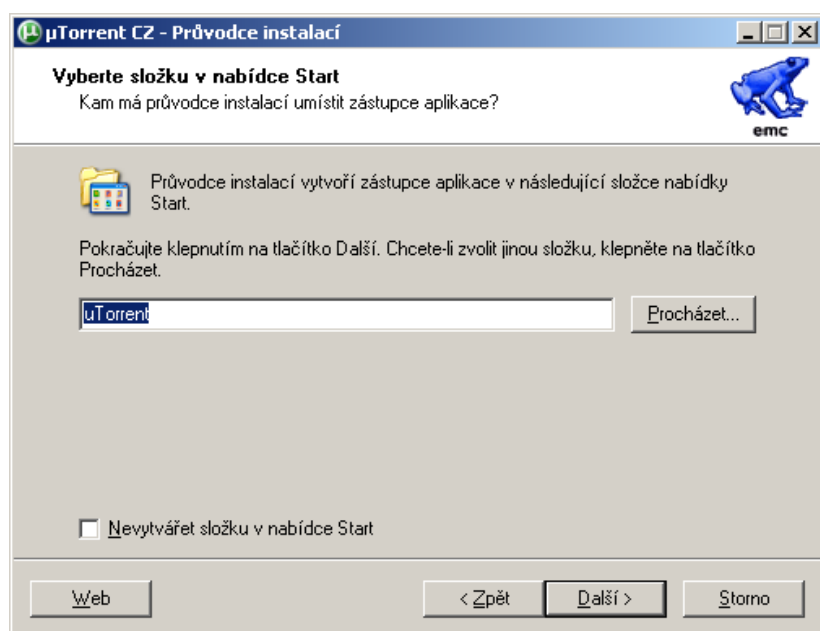 µTorrent CZ - Průvodce instalací
Vyberte složku v nabídce Start
Kam má průvodce instalací umístit zástupce aplikace?
emc
Průvodce instalací vytvoří zástupce aplikace v následující složce nabídky
Start.
Pokračujte klepnutím na tlačítko Další. Chcete-li zvolit jinou složku, klepněte na tlačítko
Procházet.
uTorrent
Procházet...
Nevytvářet složku v nabídce Start
Web
< Zpět
Další >
Storno